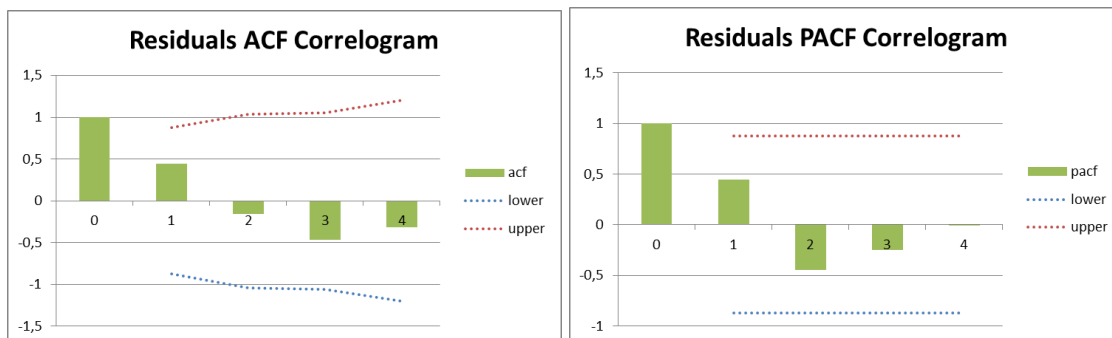 Residuals ACF Correlogram
1,5
1
0,5
0
-0,5
-1
-1,5
0 1 2 3 4
acf
lower
upper
Residuals PACF Correlogram
1,5
1
0,5
0
-0,5
-1
0 1 2 3 4
pacf
lower
upper